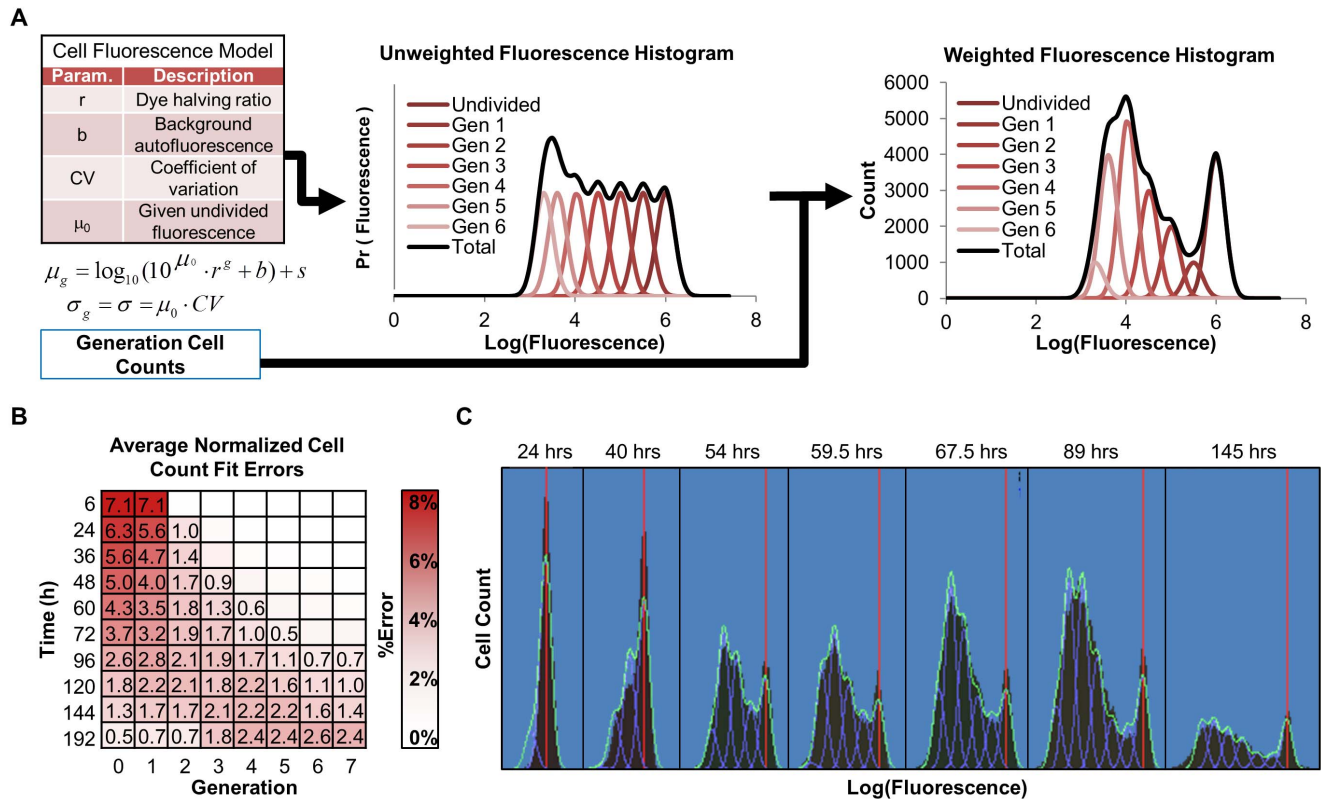 A
Cell Fluorescence Model
Param. Description
r Dye halving ratio
b Background autofluorescence
CV Coefficient of variation
μ0 Given undivided fluorescence
μg = log10(10^μ0 · r^g + b) + s
σg = σ = μ0 · CV
Generation Cell
Counts
Unweighted Fluorescence Histogram
Pr ( Fluorescence )
Undivided
Gen 1
Gen 2
Gen 3
Gen 4
Gen 5
Gen 6
Total
0 2 4 6 8
Log(Fluorescence)
Weighted Fluorescence Histogram
Count
6000
5000
4000
3000
2000
1000
0
Undivided
Gen 1
Gen 2
Gen 3
Gen 4
Gen 5
Gen 6
Total
0 2 4 6 8
Log(Fluorescence)
B
Average Normalized Cell
Count Fit Errors
Time (h)
6 7.1 7.1
24 6.3 5.6 1.0
36 5.6 4.7 1.4
48 5.0 4.0 1.7 0.9
60 4.3 3.5 1.8 1.3 0.6
72 3.7 3.2 1.9 1.7 1.0 0.5
96 2.6 2.8 2.1 1.9 1.7 1.1 0.7 0.7
120 1.8 2.2 2.1 1.8 2.2 1.6 1.1 1.0
144 1.3 1.7 1.7 2.1 2.2 2.2 1.6 1.4
192 0.5 0.7 0.7 1.8 2.4 2.4 2.6 2.4
0 1 2 3 4 5 6 7
Generation
%Error
8%
6%
4%
2%
0%
C
24 hrs 40 hrs 54 hrs 59.5 hrs 67.5 hrs 89 hrs 145 hrs
Cell Count
Log(Fluorescence)